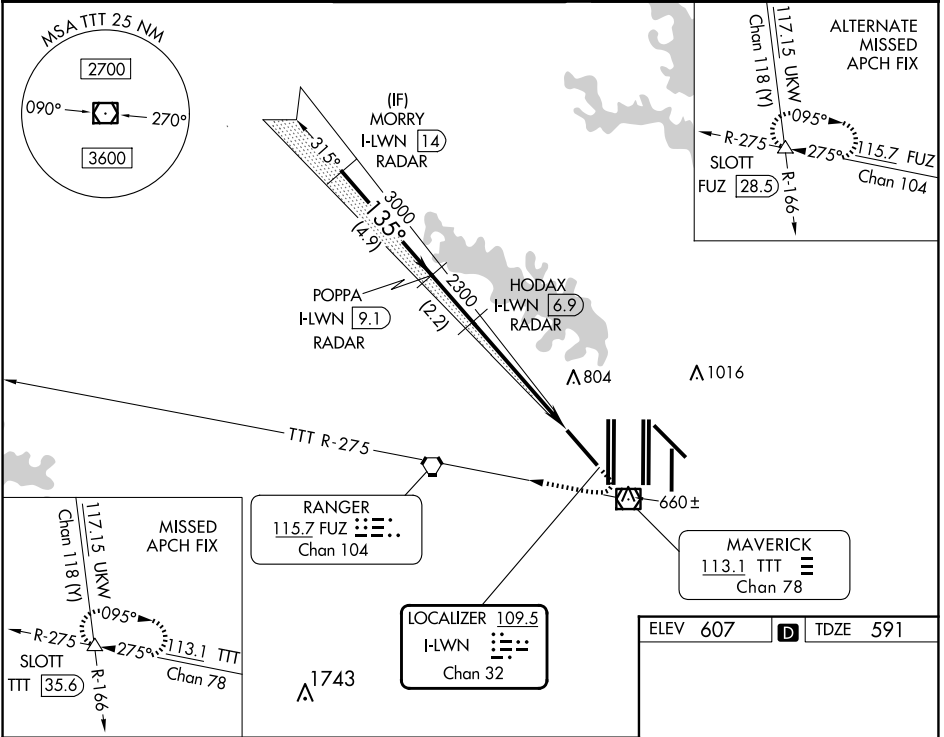 MSA TTT 25 NM
2700
090°
270°
3600
(IF)
MORRY
I-LWN 14
RADAR
315°
3000
135°
(4.9)
2300
(2.2)
POPPA
I-LWN 9.1
RADAR
HODAX
I-LWN 6.9
RADAR
804
1016
ALTERNATE
MISSED
APCH FIX
117.15 UKW
Chan 118 (Y)
095°
R-275
275°
115.7 FUZ
Chan 104
SLOTT
FUZ 28.5
R-166
TTT R-275
RANGER
115.7 FUZ
Chan 104
660±
MAVERICK
113.1 TTT
Chan 78
LOCALIZER 109.5
I-LWN
Chan 32
1743
MISSED
APCH FIX
117.15 UKW
Chan 118 (Y)
095°
R-275
275°
113.1 TTT
Chan 78
SLOTT
TTT 35.6
R-166
ELEV 607 D TDZE 591